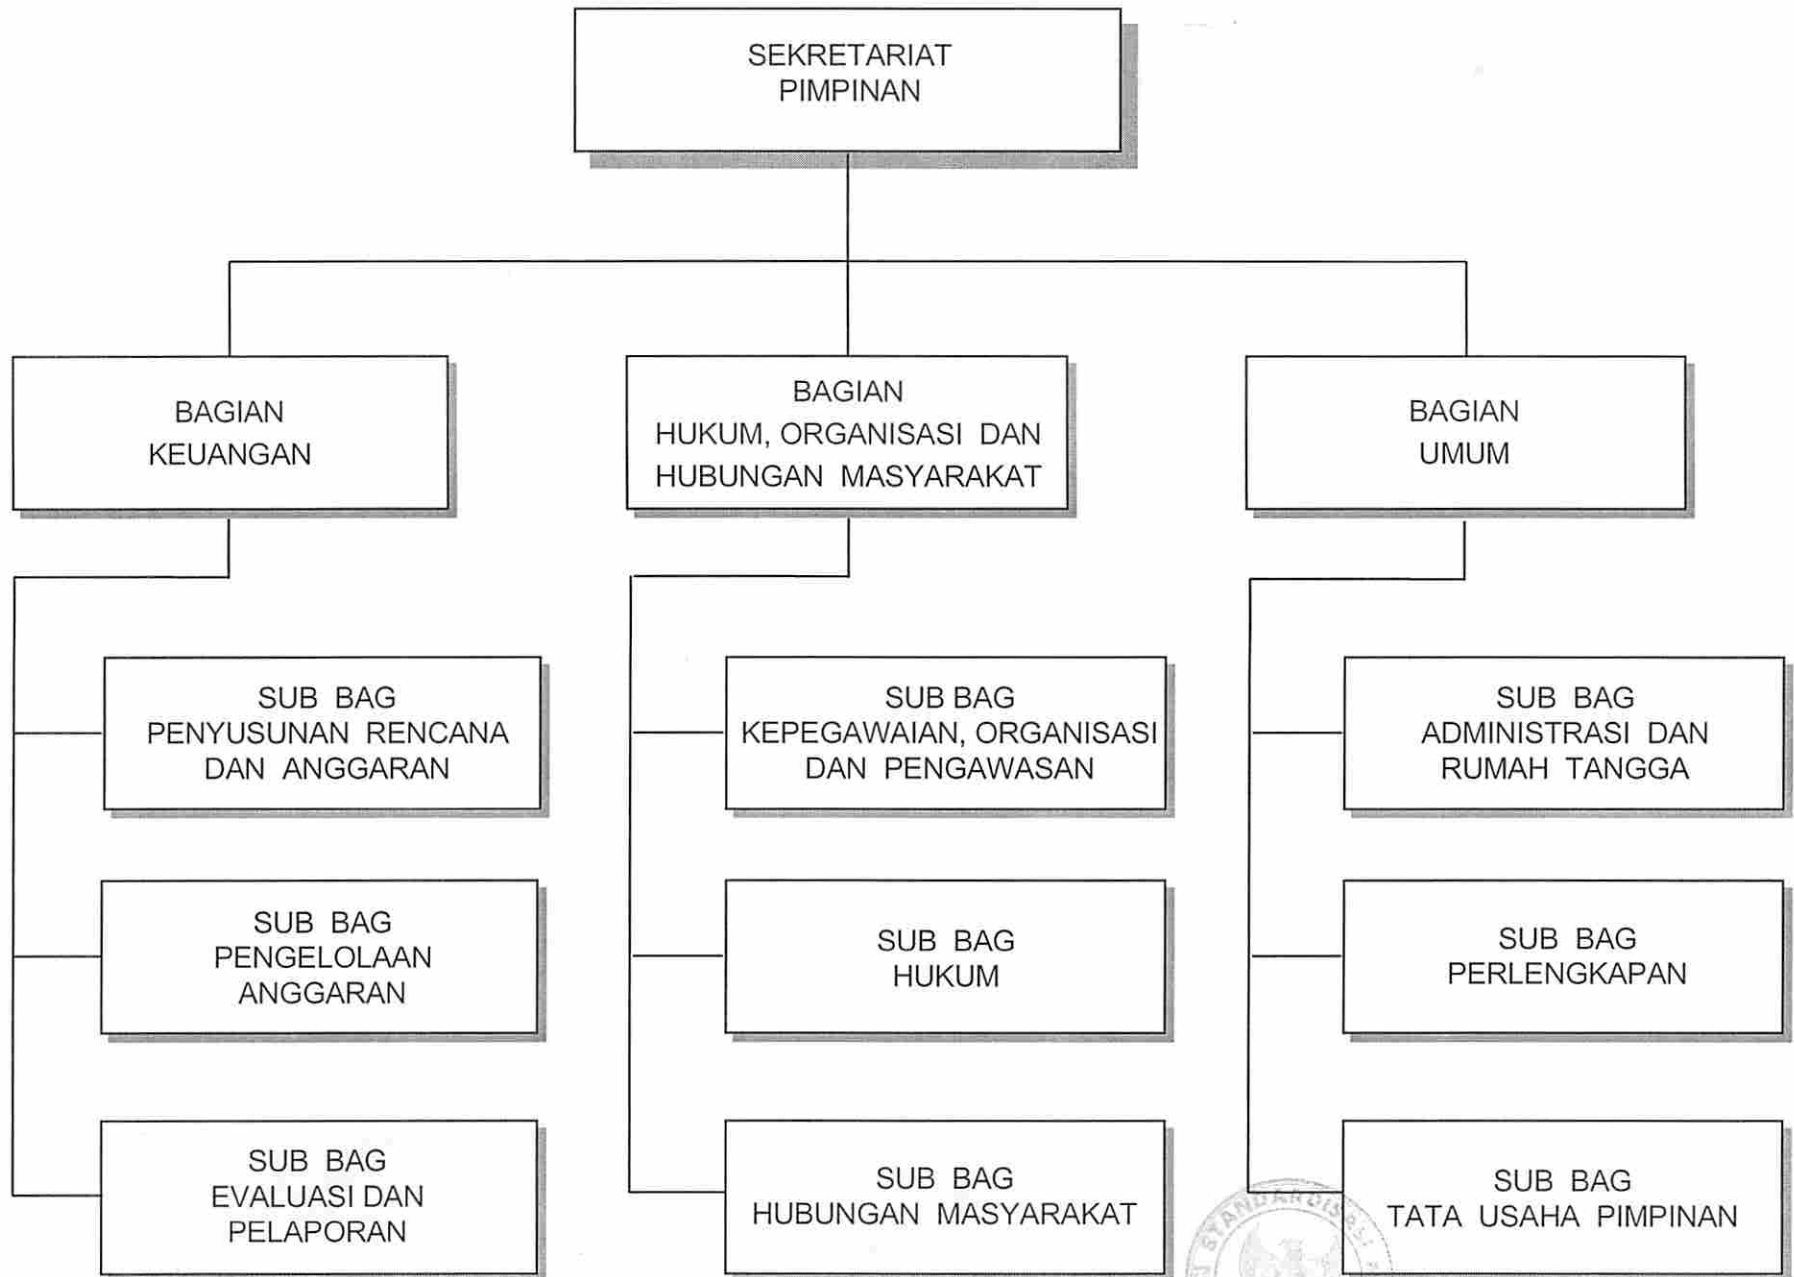 SEKRETARIAT
PIMPINAN
BAGIAN
KEUANGAN
BAGIAN
HUKUM, ORGANISASI DAN
HUBUNGAN MASYARAKAT
BAGIAN
UMUM
SUB BAG
PENYUSUNAN RENCANA
DAN ANGGARAN
SUB BAG
KEPEGAWAIAN, ORGANISASI
DAN PENGAWASAN
SUB BAG
ADMINISTRASI DAN
RUMAH TANGGA
SUB BAG
PENGELOLAAN
ANGGARAN
SUB BAG
HUKUM
SUB BAG
PERLENGKAPAN
SUB BAG
EVALUASI DAN
PELAPORAN
SUB BAG
HUBUNGAN MASYARAKAT
SUB BAG
TATA USAHA PIMPINAN
STANDARDISASI